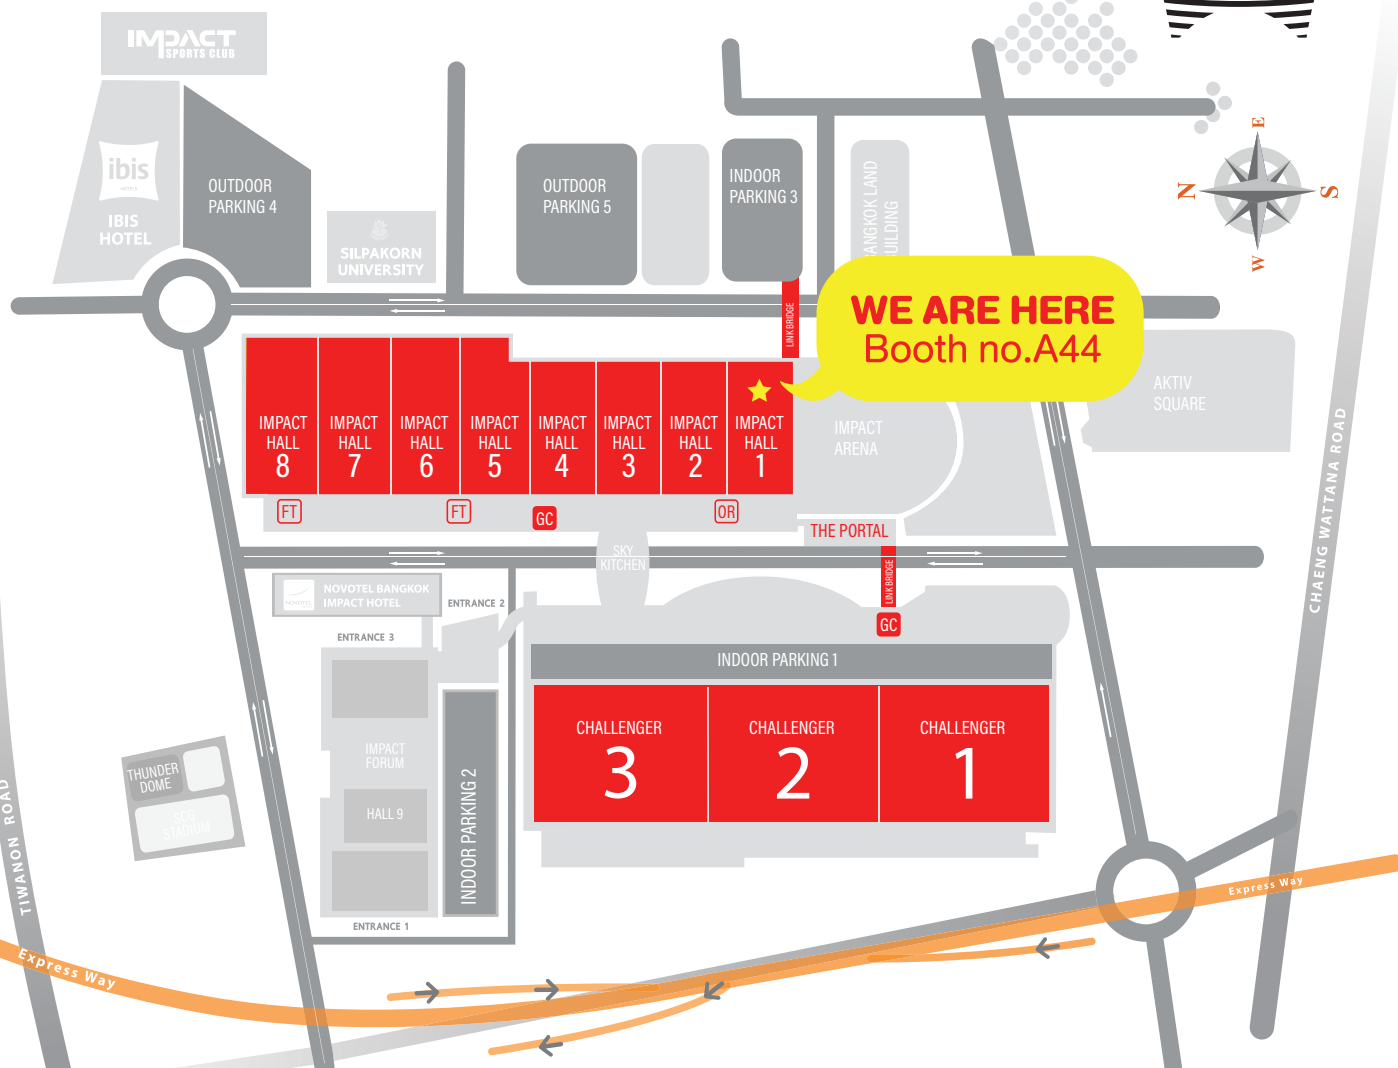 IMPACT
SPORTS CLUB
ibis
HOTELS
IBIS
HOTEL
OUTDOOR
PARKING 4
SILPAKORN
UNIVERSITY
OUTDOOR
PARKING 5
INDOOR
PARKING 3
ANGKOK LAND
UILDING
E
N
S
W
LINK BRIDGE
WE ARE HERE
Booth no.A44
AKTIV
SQUARE
IMPACT
HALL
8
IMPACT
HALL
7
IMPACT
HALL
6
IMPACT
HALL
5
IMPACT
HALL
4
IMPACT
HALL
3
IMPACT
HALL
2
IMPACT
HALL
1
IMPACT
ARENA
CHAENG WATTANA ROAD
FT
FT
GC
OR
THE PORTAL
SKY
KITCHEN
LINK BRIDGE
GC
NOVOTEL
NOVOTEL BANGKOK
IMPACT HOTEL
ENTRANCE 2
ENTRANCE 3
INDOOR PARKING 1
CHALLENGER
3
CHALLENGER
2
CHALLENGER
1
IMPACT
FORUM
HALL 9
INDOOR PARKING 2
THUNDER
DOME
SCG
STADIUM
TIWANON ROAD
ENTRANCE 1
Express Way
Express Way